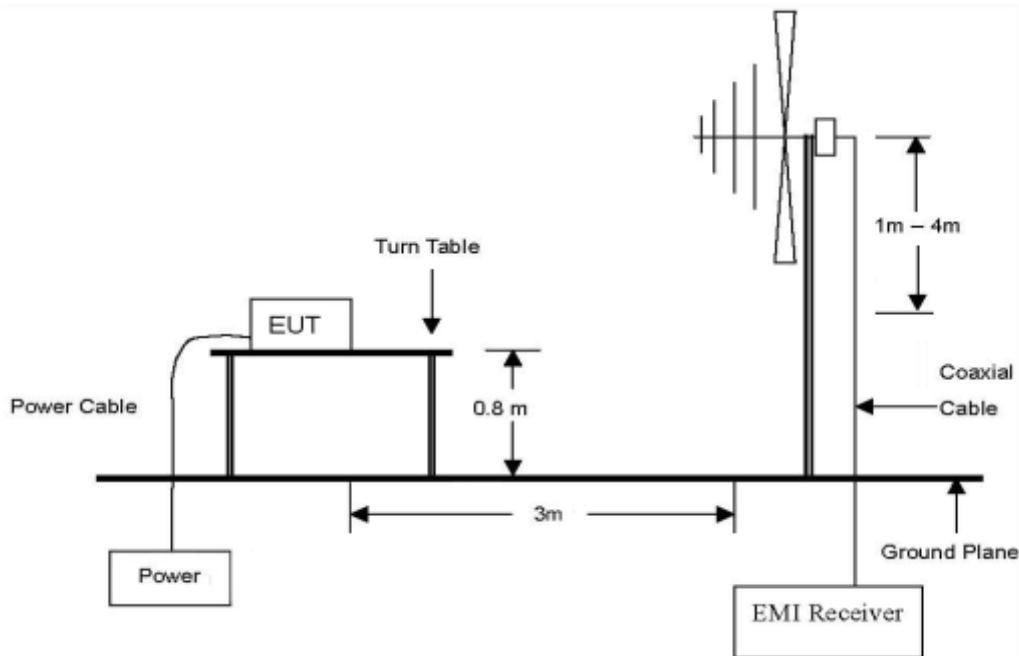 1m – 4m
Turn Table
EUT
Coaxial
Cable
Power Cable
0.8 m
3m
Ground Plane
Power
EMI Receiver